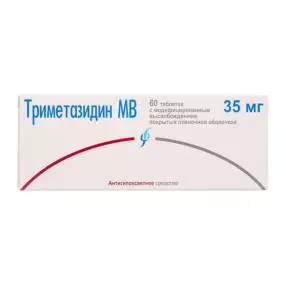 Триметазидин МВ
60 таблеток
с модифицированным
высвобождением,
покрытых пленочной оболочкой
35 мг
Антигипоксантное средство